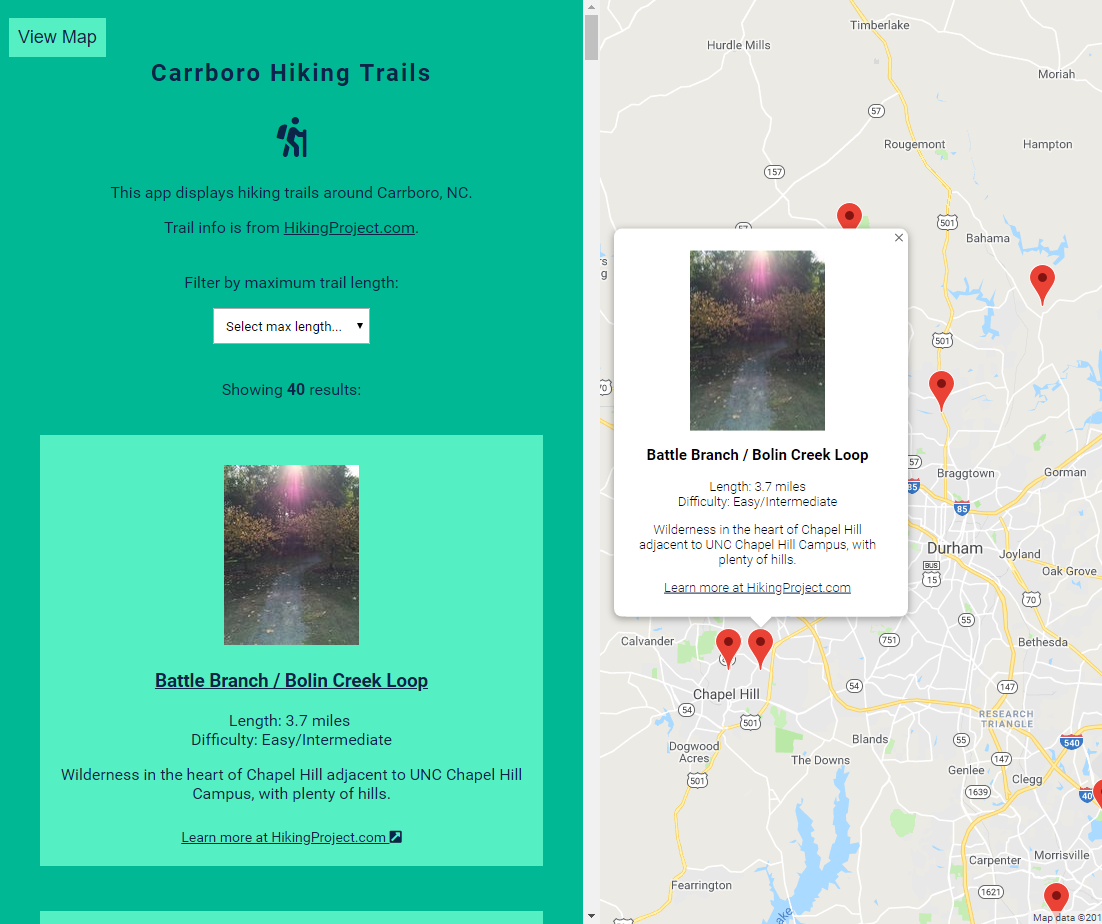 View Map
Carrboro Hiking Trails
This app displays hiking trails around Carrboro, NC.
Trail info is from HikingProject.com.
Filter by maximum trail length:
Select max length...
Showing 40 results:
Battle Branch / Bolin Creek Loop
Length: 3.7 miles
Difficulty: Easy/Intermediate
Wilderness in the heart of Chapel Hill adjacent to UNC Chapel Hill
Campus, with plenty of hills.
Learn more at HikingProject.com
Timberlake
Hurdle Mills
Moriah
57
Rougemont
Hampton
157
501
57
Bahama
501
Battle Branch / Bolin Creek Loop
Length: 3.7 miles
Difficulty: Easy/Intermediate
Wilderness in the heart of Chapel Hill
adjacent to UNC Chapel Hill Campus, with
plenty of hills.
Learn more at HikingProject.com
57
Braggtown
Gorman
85
85
Durham
Joyland
BUS
15
Oak Grove
70
55
Calvander
751
Bethesda
Chapel Hill
54
147
54
501
RESEARCH
TRIANGLE
Dogwood
Acres
Blands
55
540
The Downs
147
Genlee
Clegg
501
1639
40
Carpenter
Morrisville
Fearrington
1621
Map data ©201